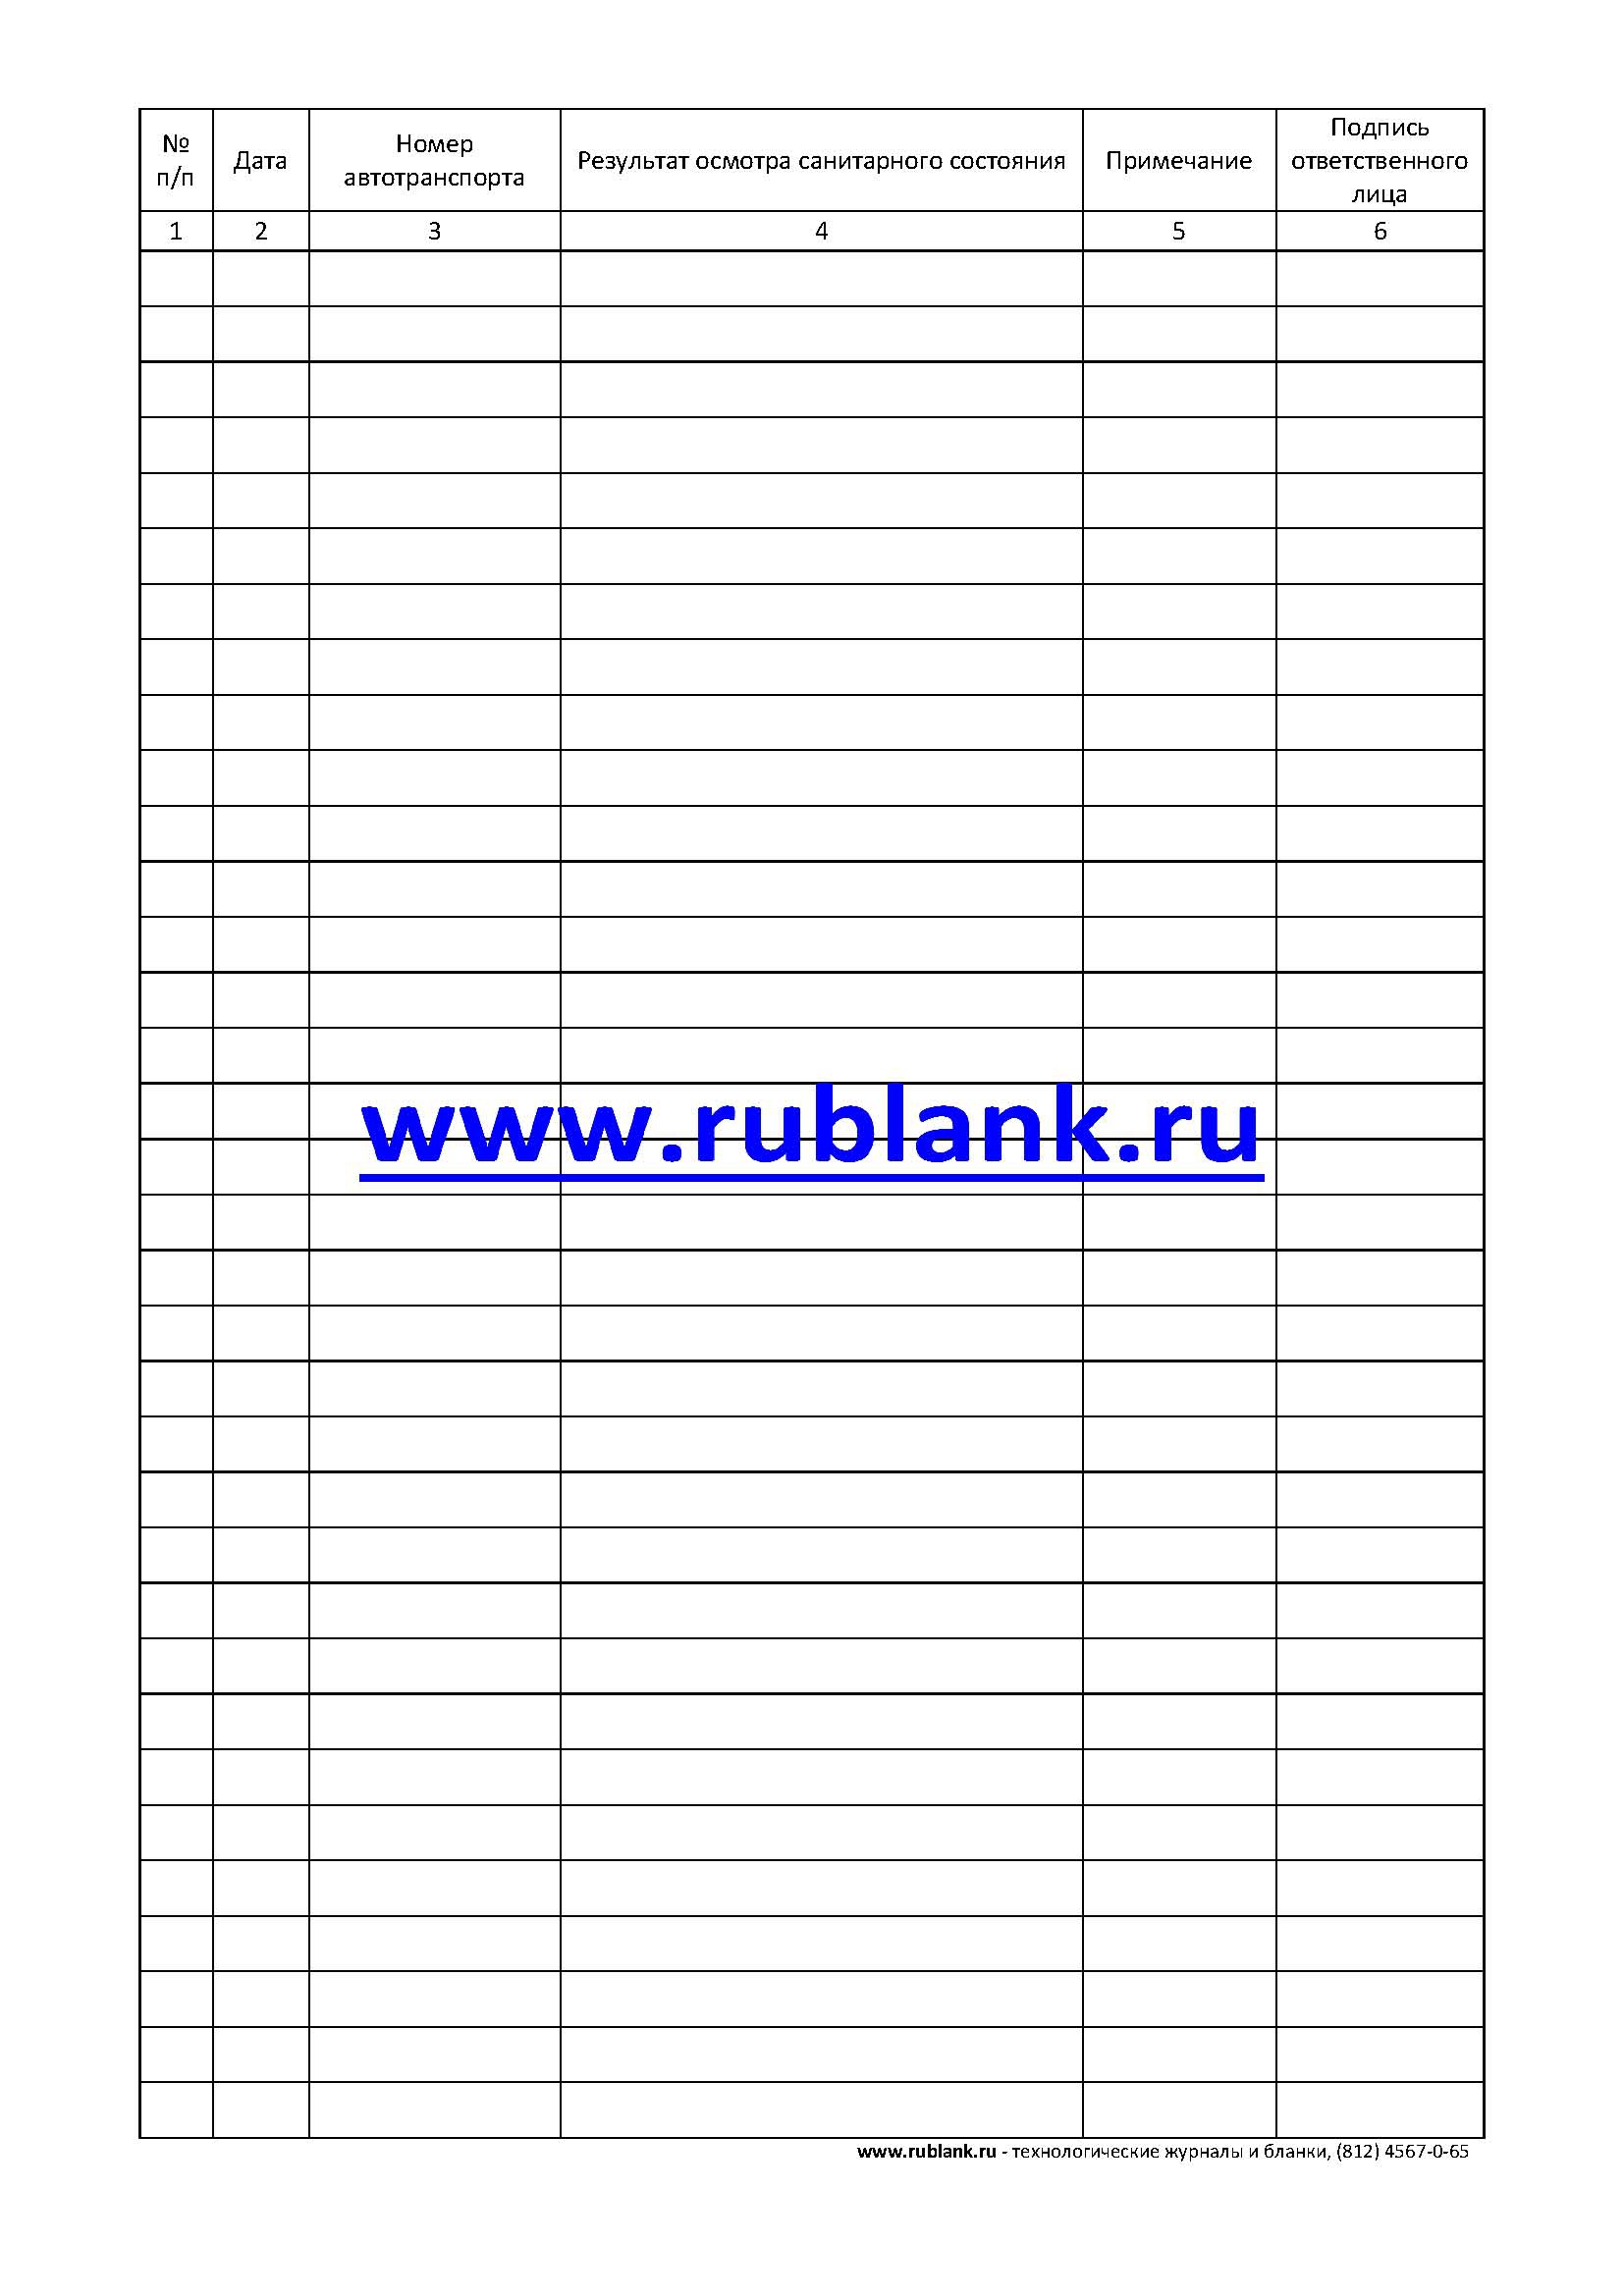 №
п/п
Дата
Номер
автотранспорта
Результат осмотра санитарного состояния
Примечание
Подпись
ответственного
лица
1 2 3 4 5 6
www.rublank.ru
www.rublank.ru - технологические журналы и бланки, (812) 4567-0-65